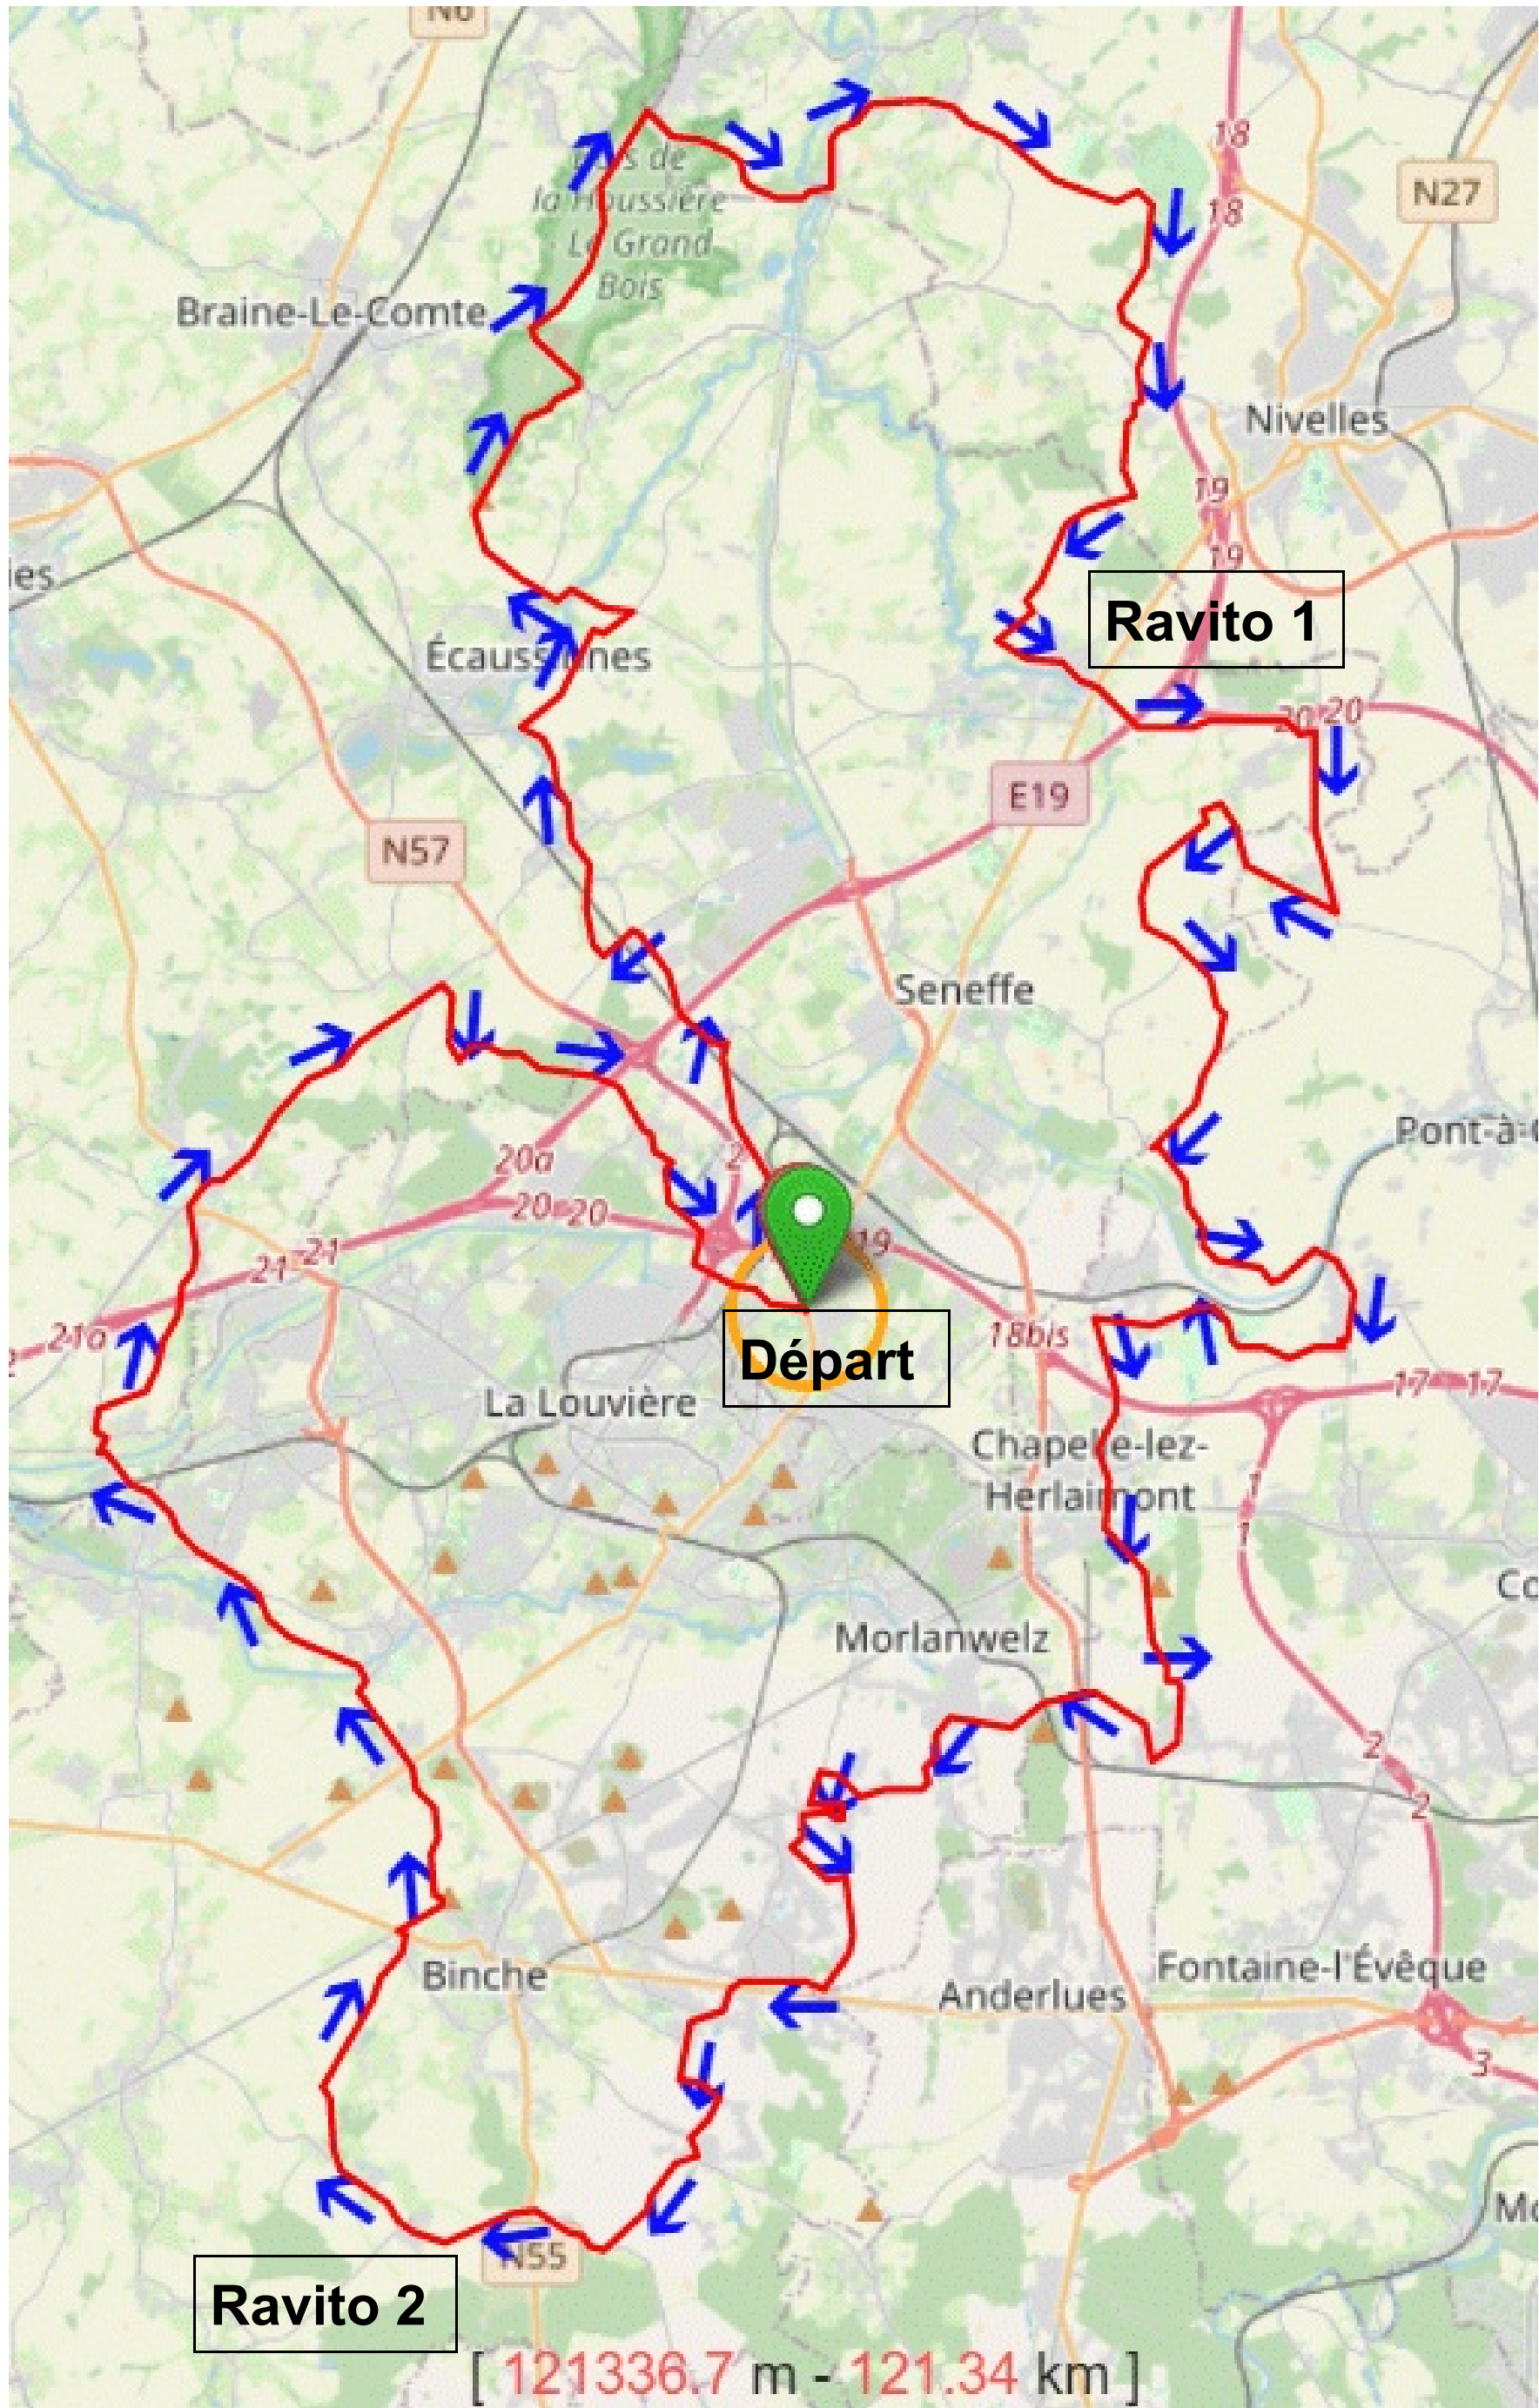 N6
18
N27
18
Bois de
la Houssière
Le Grand
Bois
Braine-Le-Comte
Nivelles
19
19
ies
Ravito 1
Écaussinnes
20 20
E19
N57
Seneffe
Pont-à-C
20a
2
20 20
19
21 21
21a
18bis
Départ
17 17
La Louvière
Chapelle-lez-
Herlaimont
1
1
Co
Morlanwelz
2
2
Fontaine-l'Évêque
Binche
Anderlues
3
Mo
N55
Ravito 2
[ 121336.7 m - 121.34 km ]